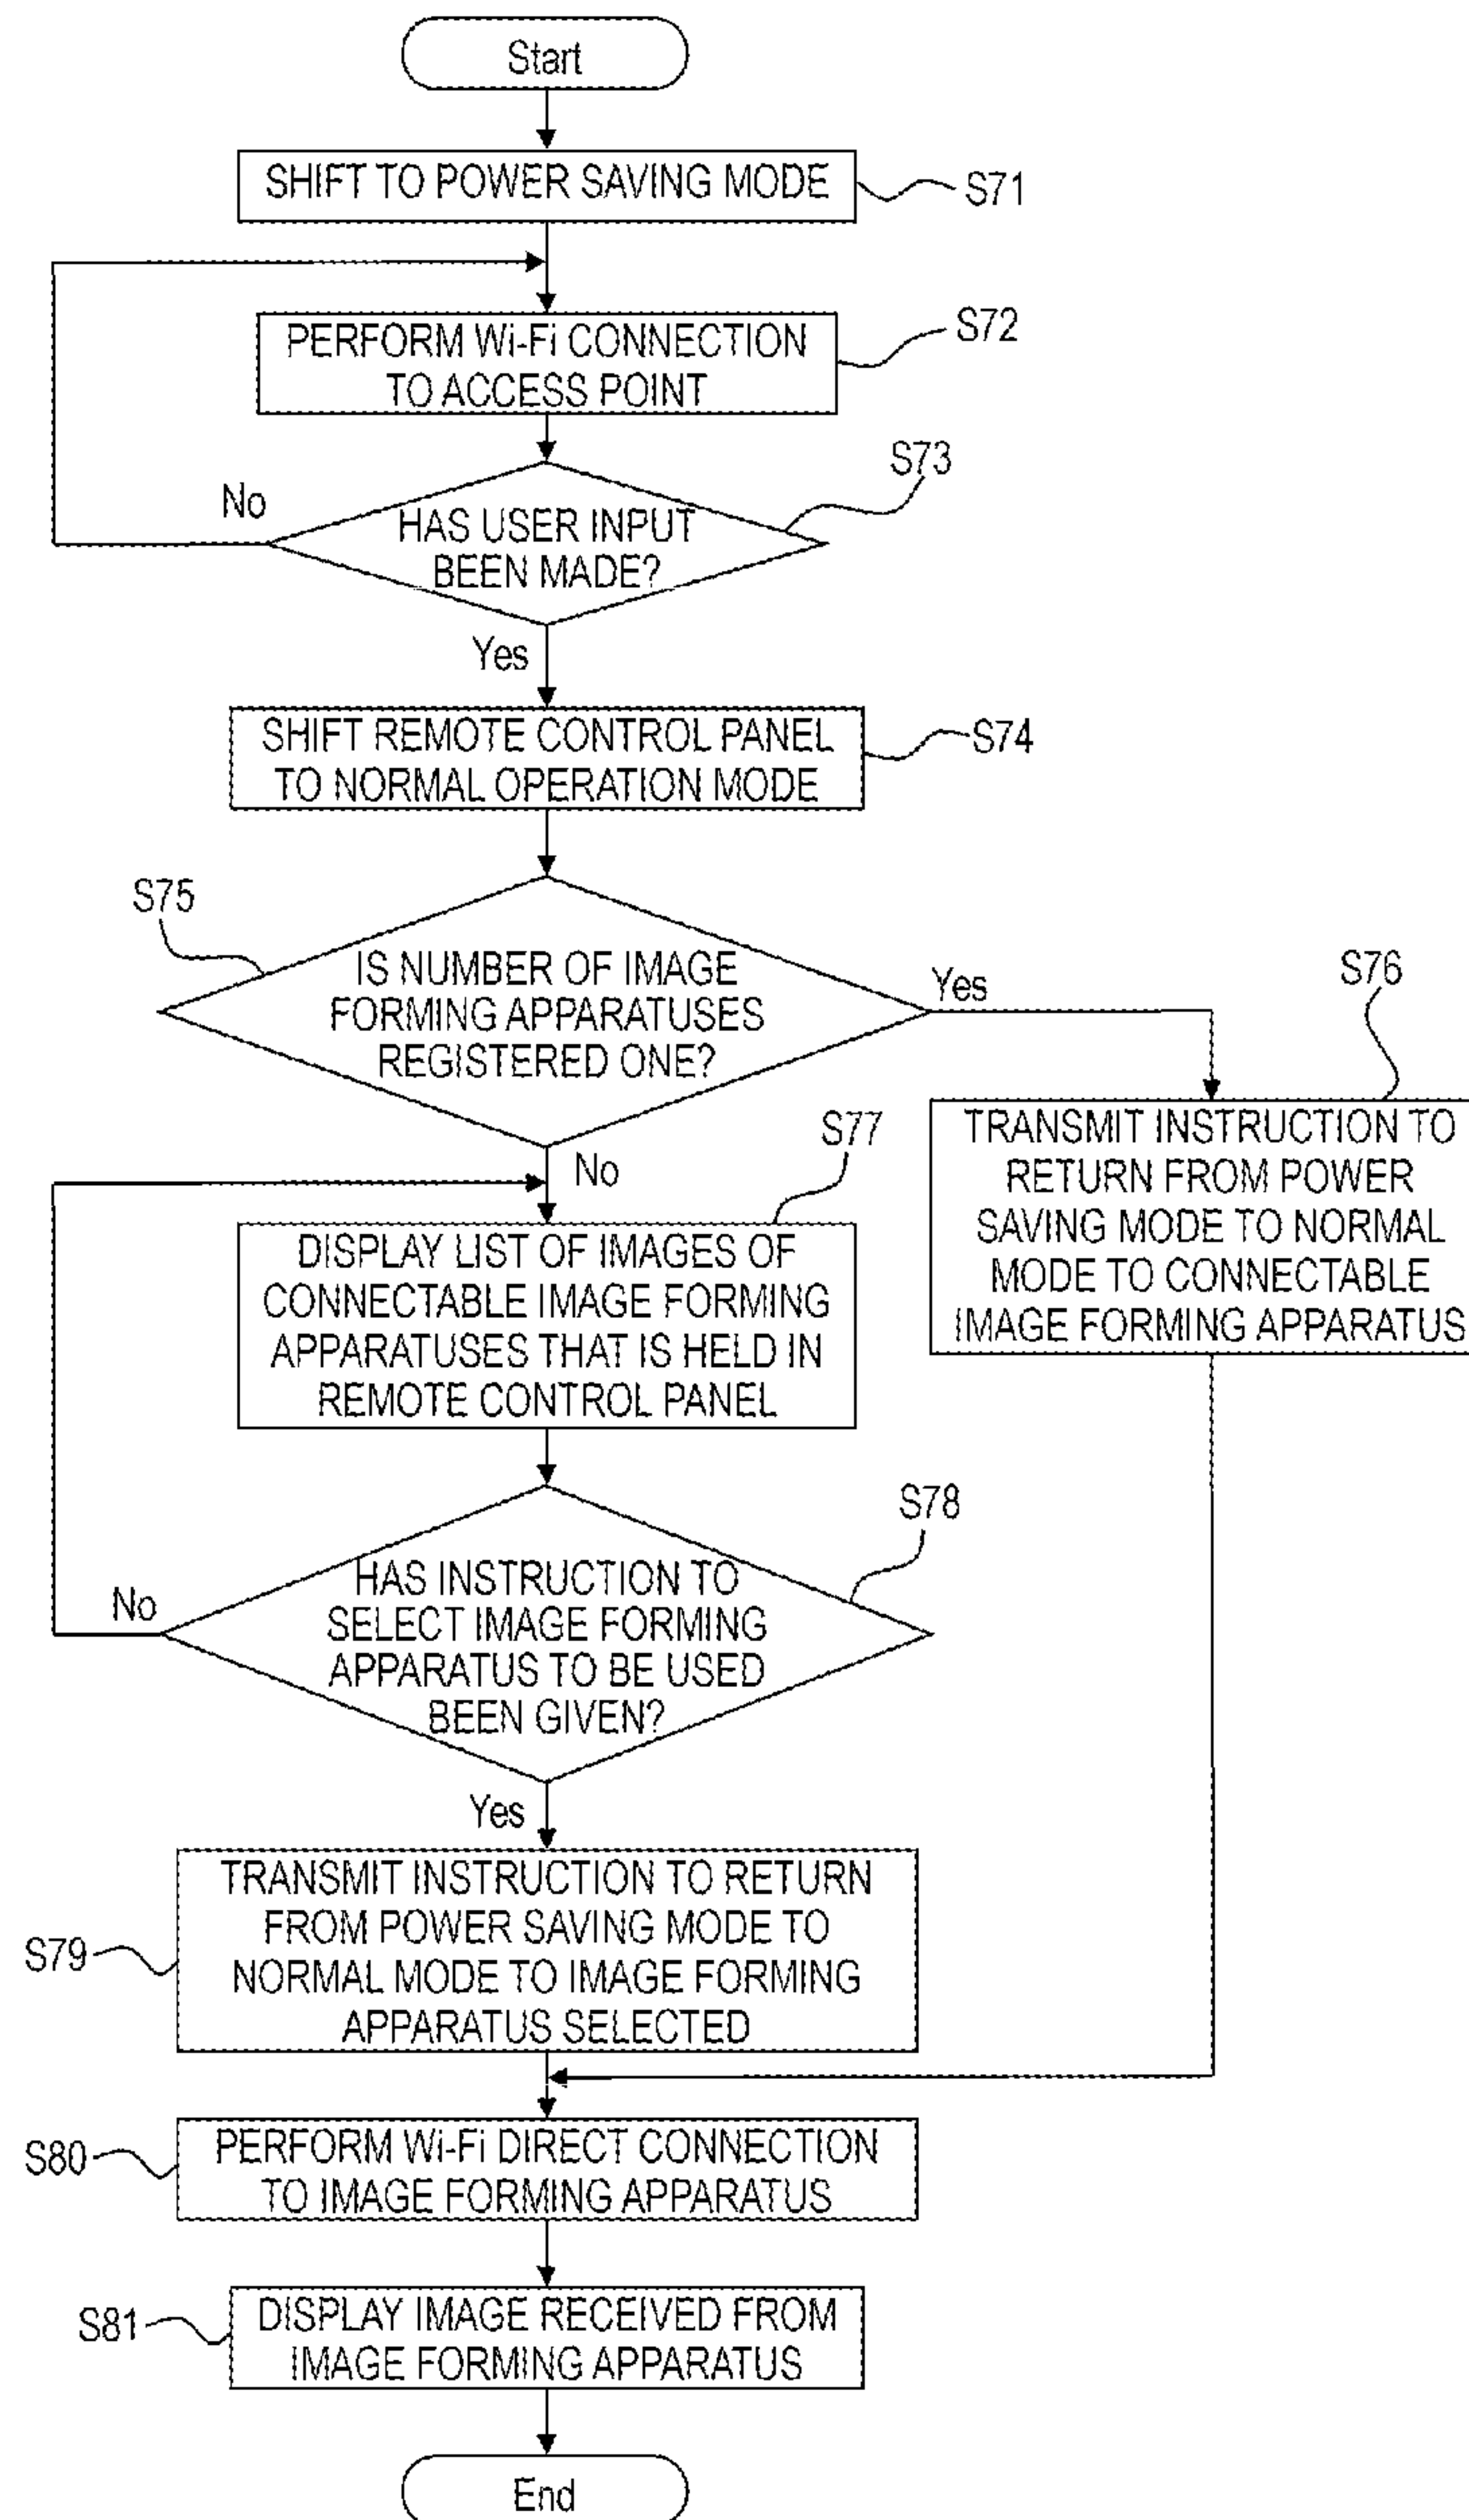 Start
SHIFT TO POWER SAVING MODE
S71
PERFORM Wi-Fi CONNECTION
TO ACCESS POINT
S72
S73
No
HAS USER INPUT
BEEN MADE?
Yes
SHIFT REMOTE CONTROL PANEL
TO NORMAL OPERATION MODE
S74
S75
IS NUMBER OF IMAGE
FORMING APPARATUSES
REGISTERED ONE?
Yes
S76
TRANSMIT INSTRUCTION TO
RETURN FROM POWER
SAVING MODE TO NORMAL
MODE TO CONNECTABLE
IMAGE FORMING APPARATUS
No
S77
DISPLAY LIST OF IMAGES OF
CONNECTABLE IMAGE FORMING
APPARATUSES THAT IS HELD IN
REMOTE CONTROL PANEL
S78
No
HAS INSTRUCTION TO
SELECT IMAGE FORMING
APPARATUS TO BE USED
BEEN GIVEN?
Yes
S79
TRANSMIT INSTRUCTION TO RETURN
FROM POWER SAVING MODE TO
NORMAL MODE TO IMAGE FORMING
APPARATUS SELECTED
S80
PERFORM Wi-Fi DIRECT CONNECTION
TO IMAGE FORMING APPARATUS
S81
DISPLAY IMAGE RECEIVED FROM
IMAGE FORMING APPARATUS
End